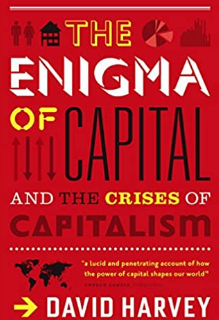 THE
ENIGMA
OF CAPITAL
AND THE CRISES OF
CAPITALISM
"a lucid and penetrating account of how
the power of capital shapes our world"
DAVID HARVEY